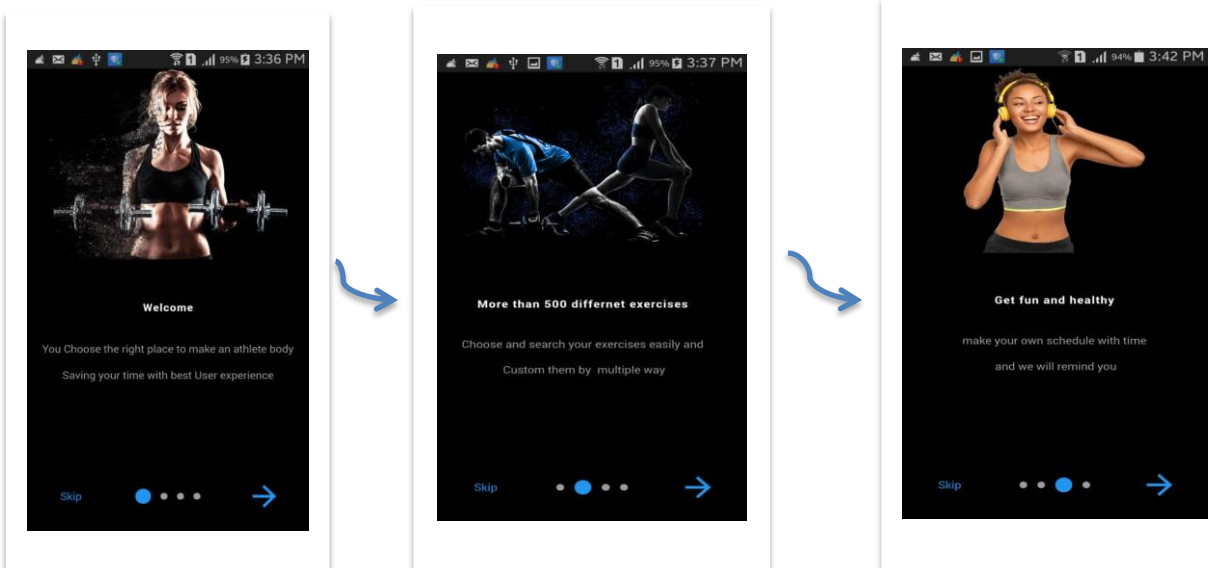 95% 3:36 PM
Welcome
You Choose the right place to make an athlete body
Saving your time with best User experience
Skip
1 95% 3:37 PM
More than 500 differnet exercises
Choose and search your exercises easily and
Custom them by multiple way
Skip
1 94% 3:42 PM
Get fun and healthy
make your own schedule with time
and we will remind you
Skip